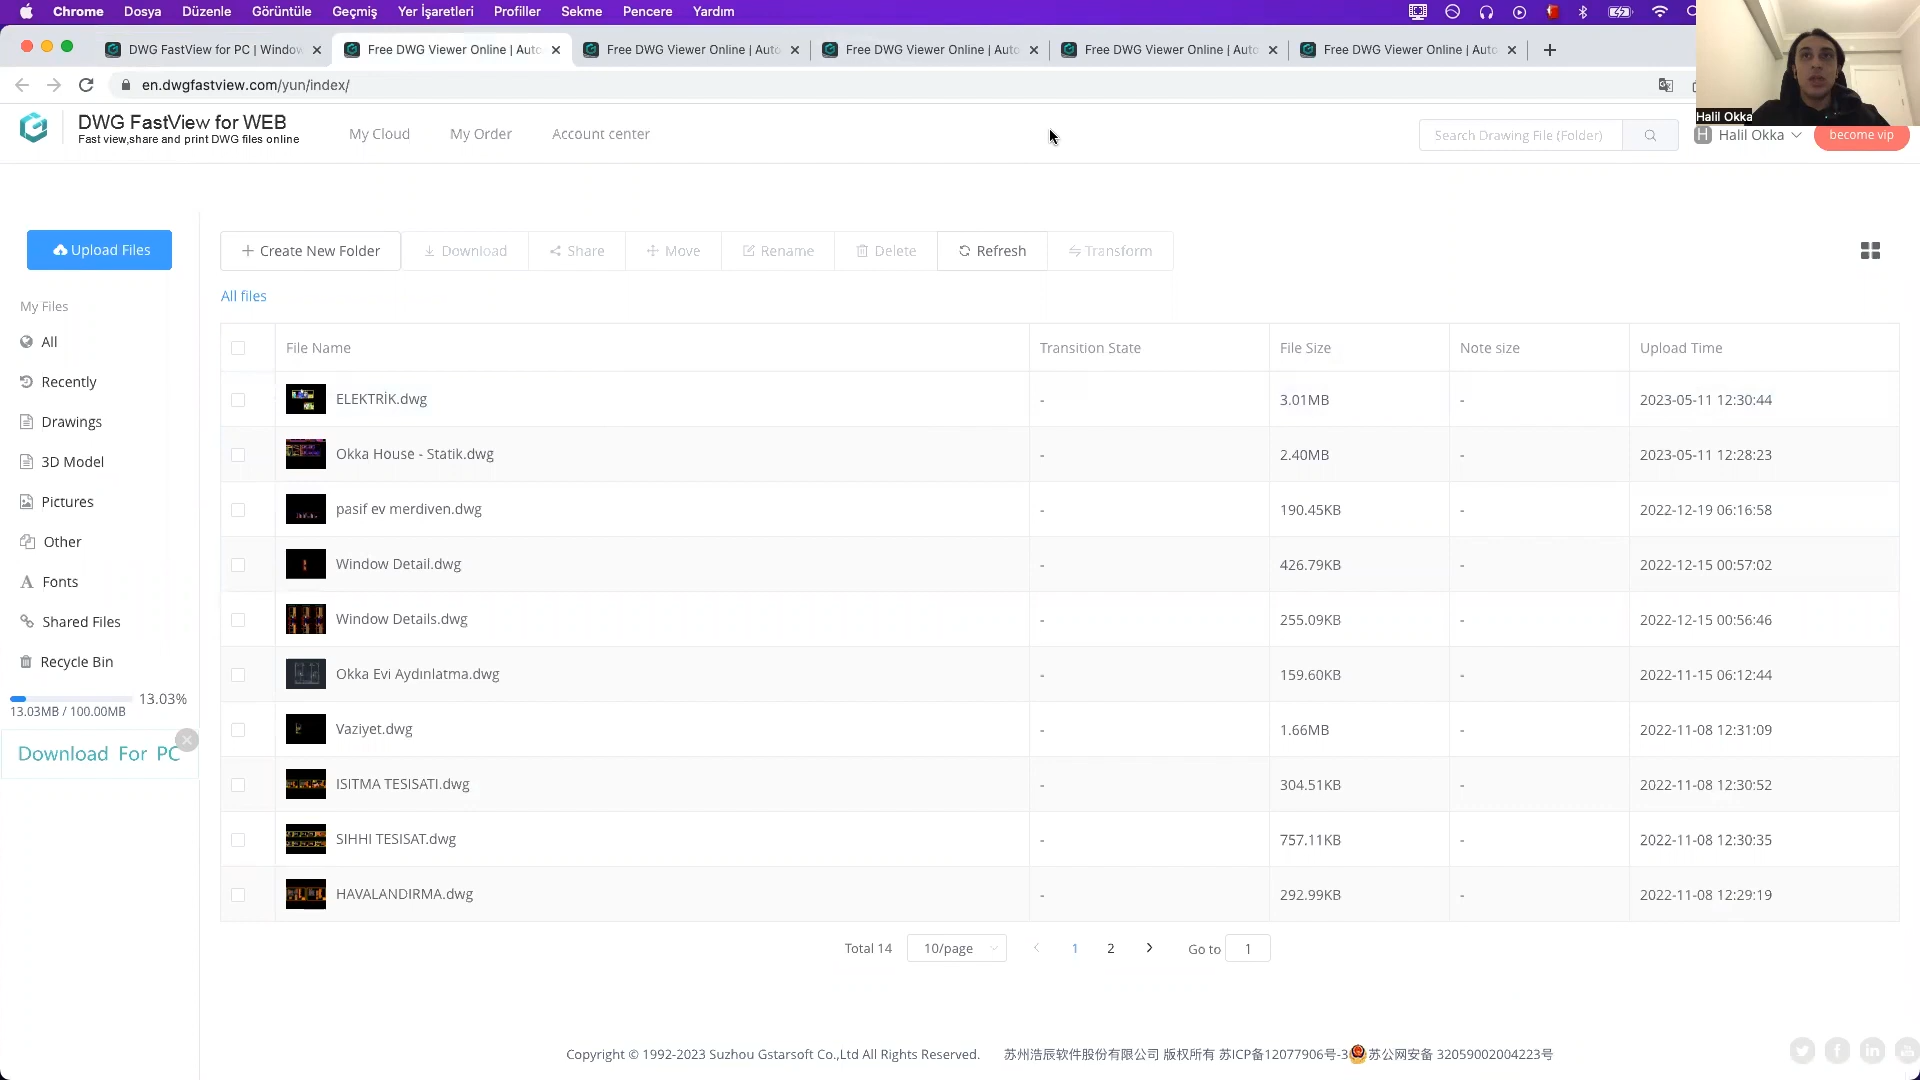 Chrome Dosya Düzenle Görüntüle Geçmiş Yer İşaretleri Profiller Sekme Pencere Yardım
DWG FastView for PC | Window
Free DWG Viewer Online | Auto
Free DWG Viewer Online | Auto
Free DWG Viewer Online | Auto
Free DWG Viewer Online | Auto
Free DWG Viewer Online | Auto
en.dwgfastview.com/yun/index/
Halil Okka
DWG FastView for WEB
Fast view,share and print DWG files online
My Cloud My Order Account center
Search Drawing File (Folder)
H Halil Okka
become vip
Upload Files
Create New Folder Download Share Move Rename Delete Refresh Transform
My Files
All
Recently
Drawings
3D Model
Pictures
Other
Fonts
Shared Files
Recycle Bin
13.03%
13.03MB / 100.00MB
Download For PC
All files
File Name Transition State File Size Note size Upload Time
ELEKTRİK.dwg - 3.01MB - 2023-05-11 12:30:44
Okka House - Statik.dwg - 2.40MB - 2023-05-11 12:28:23
pasif ev merdiven.dwg - 190.45KB - 2022-12-19 06:16:58
Window Detail.dwg - 426.79KB - 2022-12-15 00:57:02
Window Details.dwg - 255.09KB - 2022-12-15 00:56:46
Okka Evi Aydınlatma.dwg - 159.60KB - 2022-11-15 06:12:44
Vaziyet.dwg - 1.66MB - 2022-11-08 12:31:09
ISITMA TESISATI.dwg - 304.51KB - 2022-11-08 12:30:52
SIHHI TESISAT.dwg - 757.11KB - 2022-11-08 12:30:35
HAVALANDIRMA.dwg - 292.99KB - 2022-11-08 12:29:19
Total 14 10/page 1 2 Go to 1
Copyright © 1992-2023 Suzhou Gstarsoft Co.,Ltd All Rights Reserved. 苏州浩辰软件股份有限公司 版权所有 苏ICP备12077906号-3 苏公网安备 32059002004223号